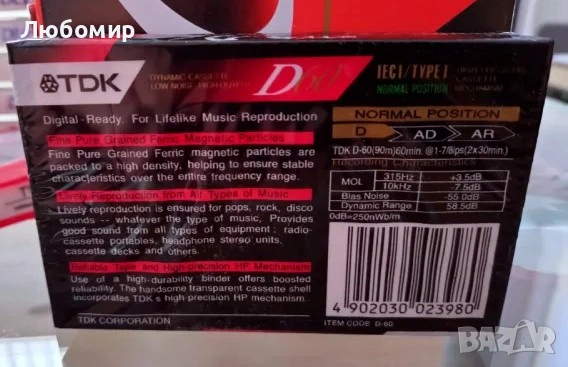 Любомир
TDK
DYNAMIC CASSETTE
LOW NOISE HIGH OUTPUT
D60
IECI/TYPE I
NORMAL POSITION
HIGH PRECISION
CASSETTE
MECHANISM
Digital-Ready. For Lifelike Music Reproduction
Fine Pure Grained Ferric Magnetic Particles
Fine Pure Grained Ferric magnetic particles are
packed to a high density, helping to ensure stable
characteristics over the entire frequency range.
Lively Reproduction from All Types of Music
Lively reproduction is ensured for pops, rock, disco
sounds -- whatever the type of music, Provides
good sound from all types of equipment : radio-
cassette portables, headphone stereo units,
cassette decks and others.
Reliable Tape and High-precision HP Mechanism
Use of a high-durability binder offers boosted
reliability. The handsome transparent cassette shell
incorporates TDK s high-precision HP mechanism.
TDK CORPORATION
NORMAL POSITION
D AD AR
TDK D-60(90m)60min. @1-7/8ips(2x30min.)
Recording Characteristics
MOL 315Hz +3.5dB
10kHz -7.5dB
Bias Noise -55.0dB
Dynamic Range 58.5dB
0dB=250nWb/m
4 902030 023980
ITEM CODE D-60
BAZAR